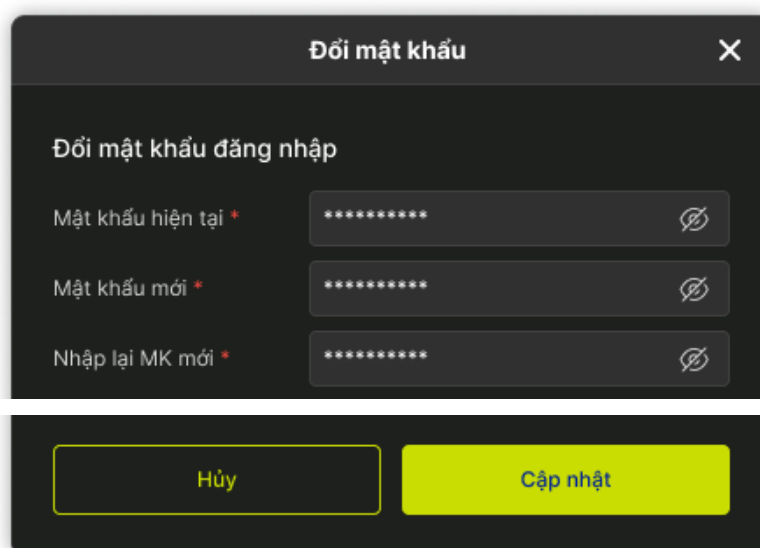 Đổi mật khẩu
Đổi mật khẩu đăng nhập
Mật khẩu hiện tại * **********
Mật khẩu mới * **********
Nhập lại MK mới * **********
Hủy Cập nhật